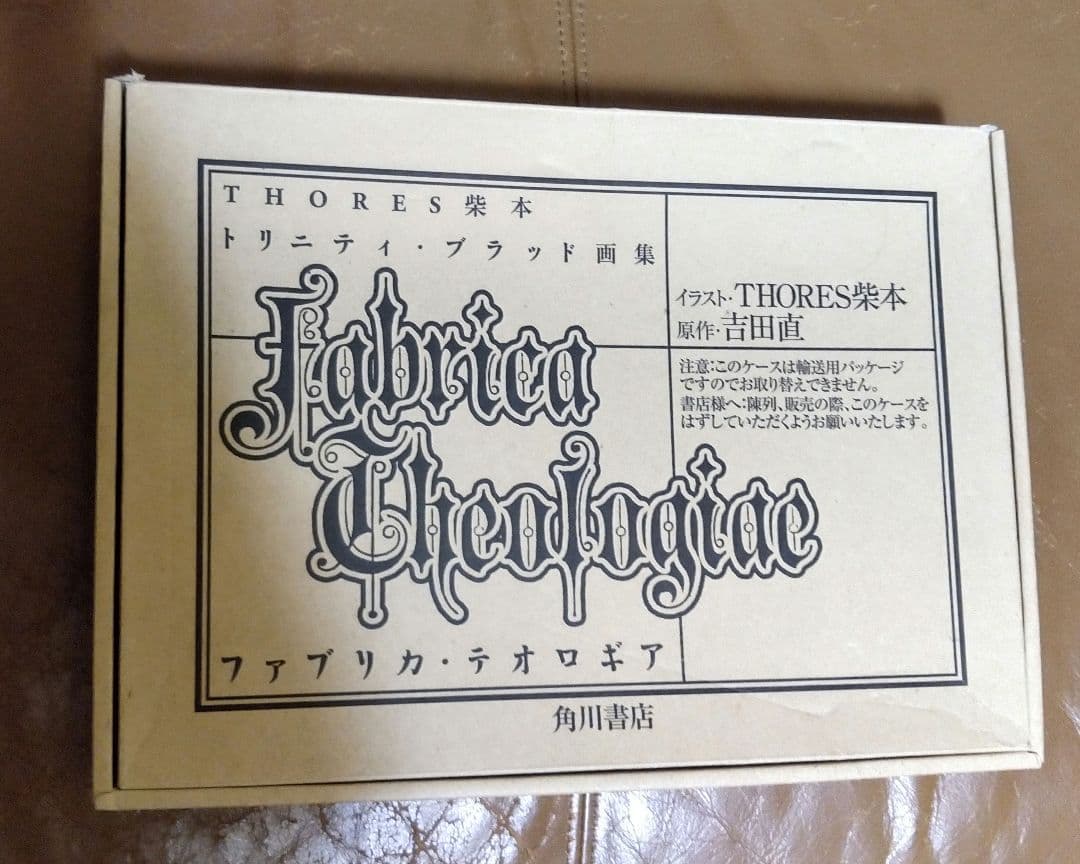 THORES柴本
トリニティ・ブラッド画集
Fabrica
Theologiae
ファブリカ・テオロギア
イラスト・THORES柴本
原作・吉田直
注意:このケースは輸送用パッケージ
ですのでお取り替えできません。
書店様へ:陳列、販売の際、このケースを
はずしていただくようお願いいたします。
角川書店